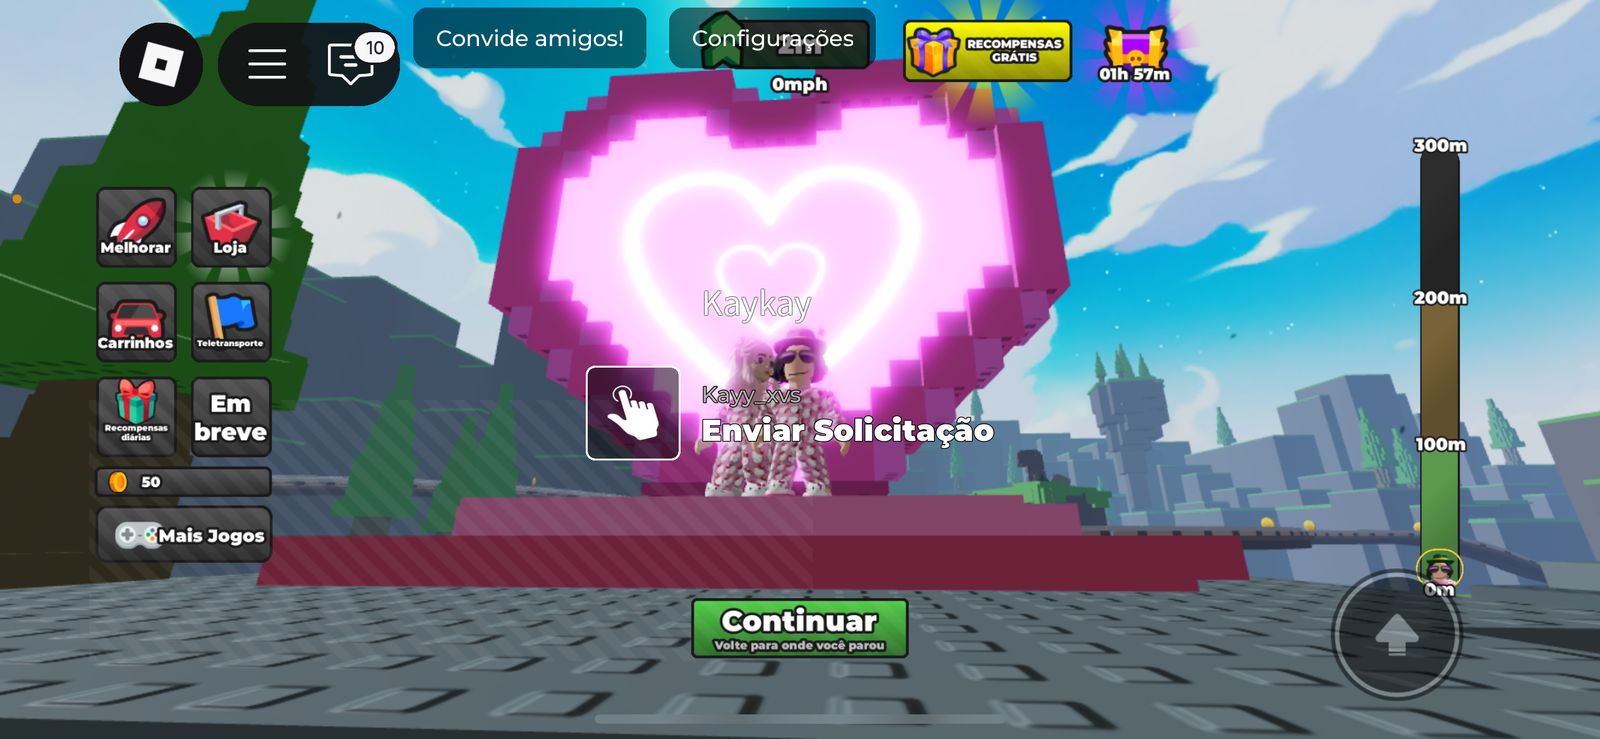 10
Convide amigos!
Configurações
0mph
RECOMPENSAS
GRÁTIS
01h 57m
Melhorar
Loja
Carrinhos
Teletransporte
Recompensas
diárias
Em
breve
50
Mais Jogos
Kaykay
Kayy_xvs
Enviar Solicitação
Continuar
Volte para onde você parou
300m
200m
100m
0m